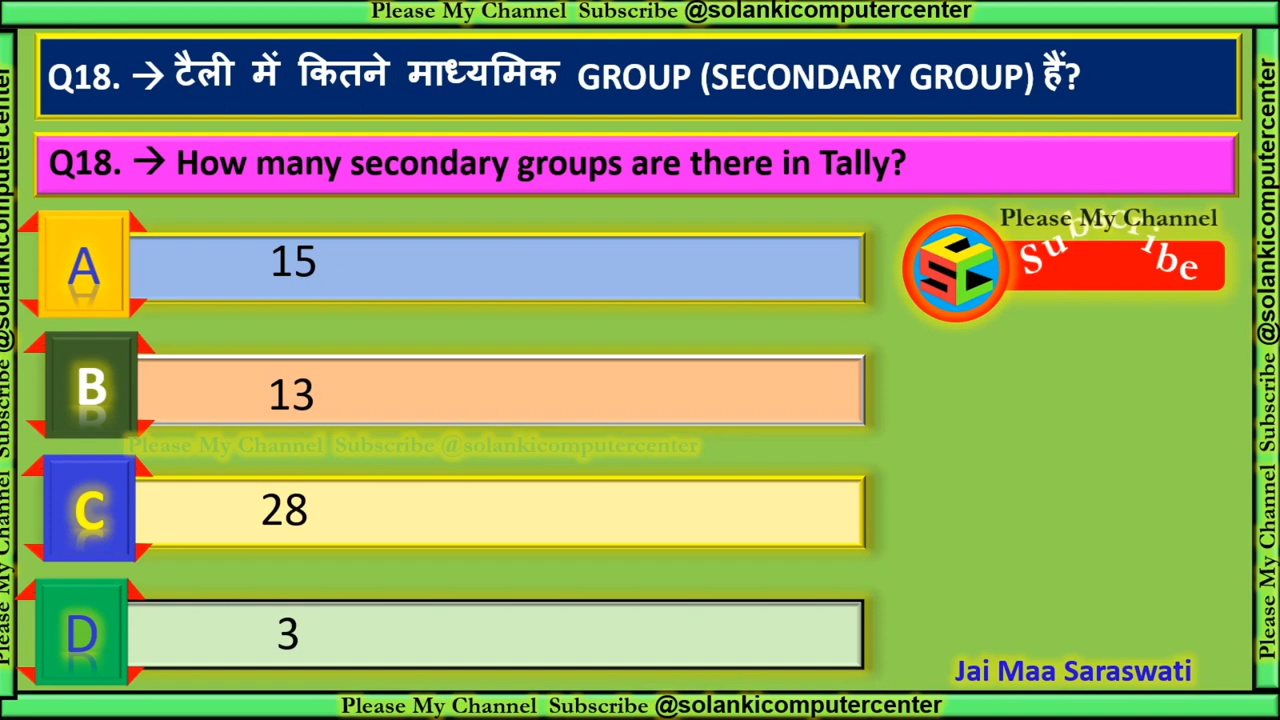 Please My Channel Subscribe @solankicomputercenter
Q18. → टैली में कितने माध्यमिक GROUP (SECONDARY GROUP) हैं?
Q18. → How many secondary groups are there in Tally?
Please My Channel
Subscribe
SCC
A 15
B 13
Please My Channel Subscribe @solankicomputercenter
C 28
D 3
Jai Maa Saraswati
Please My Channel Subscribe @solankicomputercenter
Please My Channel Subscribe @solankicomputercenter
Please My Channel Subscribe @solankicomputercenter